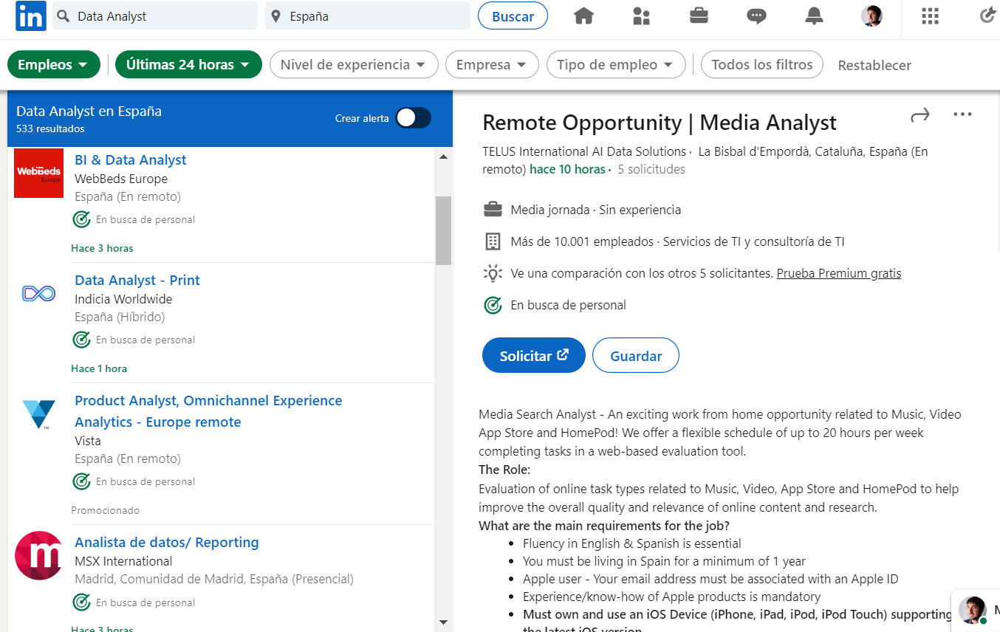 in
Data Analyst
España
Buscar
Empleos
Últimas 24 horas
Nivel de experiencia
Empresa
Tipo de empleo
Todos los filtros
Restablecer
Data Analyst en España
533 resultados
Crear alerta
WebBeds
Europe
BI & Data Analyst
WebBeds Europe
España (En remoto)
En busca de personal
Hace 3 horas
Data Analyst - Print
Indicia Worldwide
España (Híbrido)
En busca de personal
Hace 1 hora
TM
Product Analyst, Omnichannel Experience
Analytics - Europe remote
Vista
España (En remoto)
En busca de personal
Promocionado
m
Analista de datos/ Reporting
MSX International
Madrid, Comunidad de Madrid, España (Presencial)
En busca de personal
Hace 3 horas
Remote Opportunity | Media Analyst
TELUS International AI Data Solutions · La Bisbal d'Empordà, Cataluña, España (En
remoto) hace 10 horas · 5 solicitudes
Media jornada · Sin experiencia
Más de 10.001 empleados · Servicios de TI y consultoría de TI
Ve una comparación con los otros 5 solicitantes. Prueba Premium gratis
En busca de personal
Solicitar
Guardar
Media Search Analyst - An exciting work from home opportunity related to Music, Video
App Store and HomePod! We offer a flexible schedule of up to 20 hours per week
completing tasks in a web-based evaluation tool.
The Role:
Evaluation of online task types related to Music, Video, App Store and HomePod to help
improve the overall quality and relevance of online content and research.
What are the main requirements for the job?
• Fluency in English & Spanish is essential
• You must be living in Spain for a minimum of 1 year
• Apple user - Your email address must be associated with an Apple ID
• Experience/know-how of Apple products is mandatory
• Must own and use an iOS Device (iPhone, iPad, iPod, iPod Touch) supporting
the latest iOS version